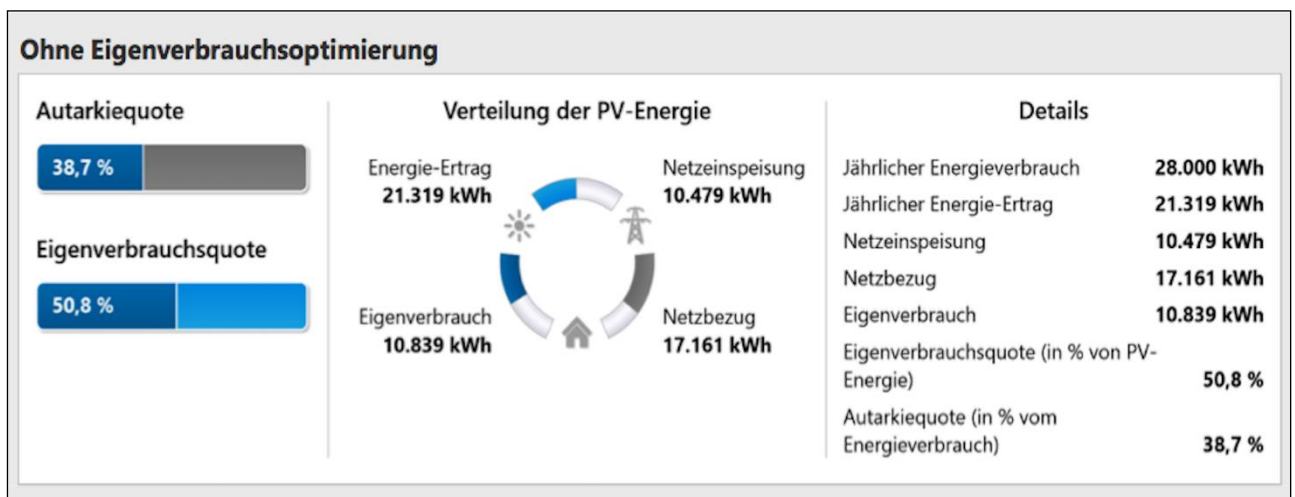 Ohne Eigenverbrauchsoptimierung
Autarkiequote
38,7 %
Eigenverbrauchsquote
50,8 %
Verteilung der PV-Energie
Energie-Ertrag
21.319 kWh
Netzeinspeisung
10.479 kWh
Eigenverbrauch
10.839 kWh
Netzbezug
17.161 kWh
Details
Jährlicher Energieverbrauch 28.000 kWh
Jährlicher Energie-Ertrag 21.319 kWh
Netzeinspeisung 10.479 kWh
Netzbezug 17.161 kWh
Eigenverbrauch 10.839 kWh
Eigenverbrauchsquote (in % von PV-
Energie) 50,8 %
Autarkiequote (in % vom
Energieverbrauch) 38,7 %